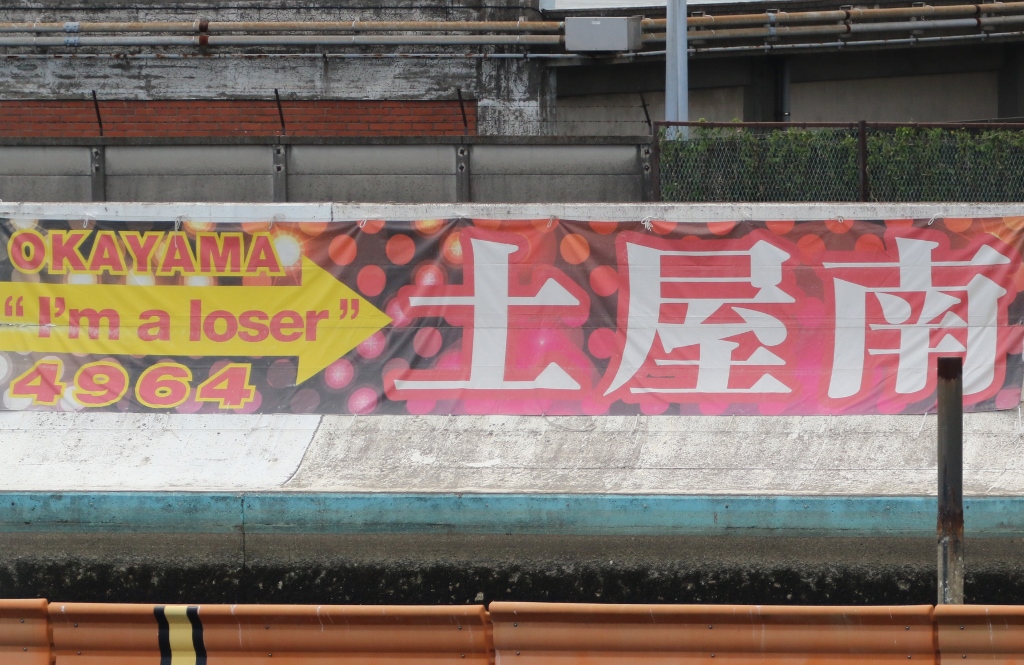 OKAYAMA
“I'm a loser”
4964
土屋南